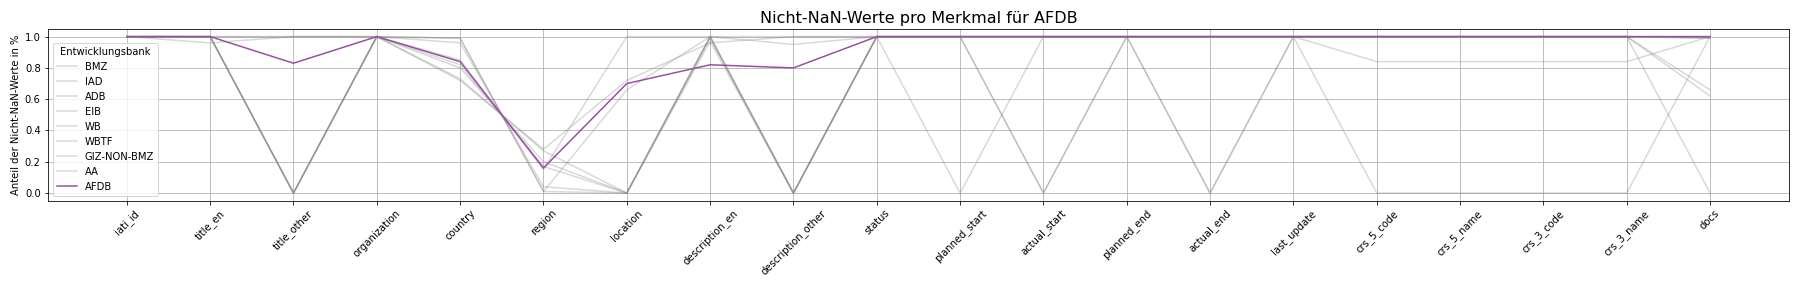 Nicht-NaN-Werte pro Merkmal für AFDB
Anteil der Nicht-NaN-Werte in %
1.0
0.8
0.6
0.4
0.2
0.0
Entwicklungsbank
BMZ
IAD
ADB
EIB
WB
WBTF
GIZ-NON-BMZ
AA
AFDB
iati_id
title_en
title_other
organization
country
region
location
description_en
description_other
status
planned_start
actual_start
planned_end
actual_end
last_update
crs_5_code
crs_5_name
crs_3_code
crs_3_name
docs